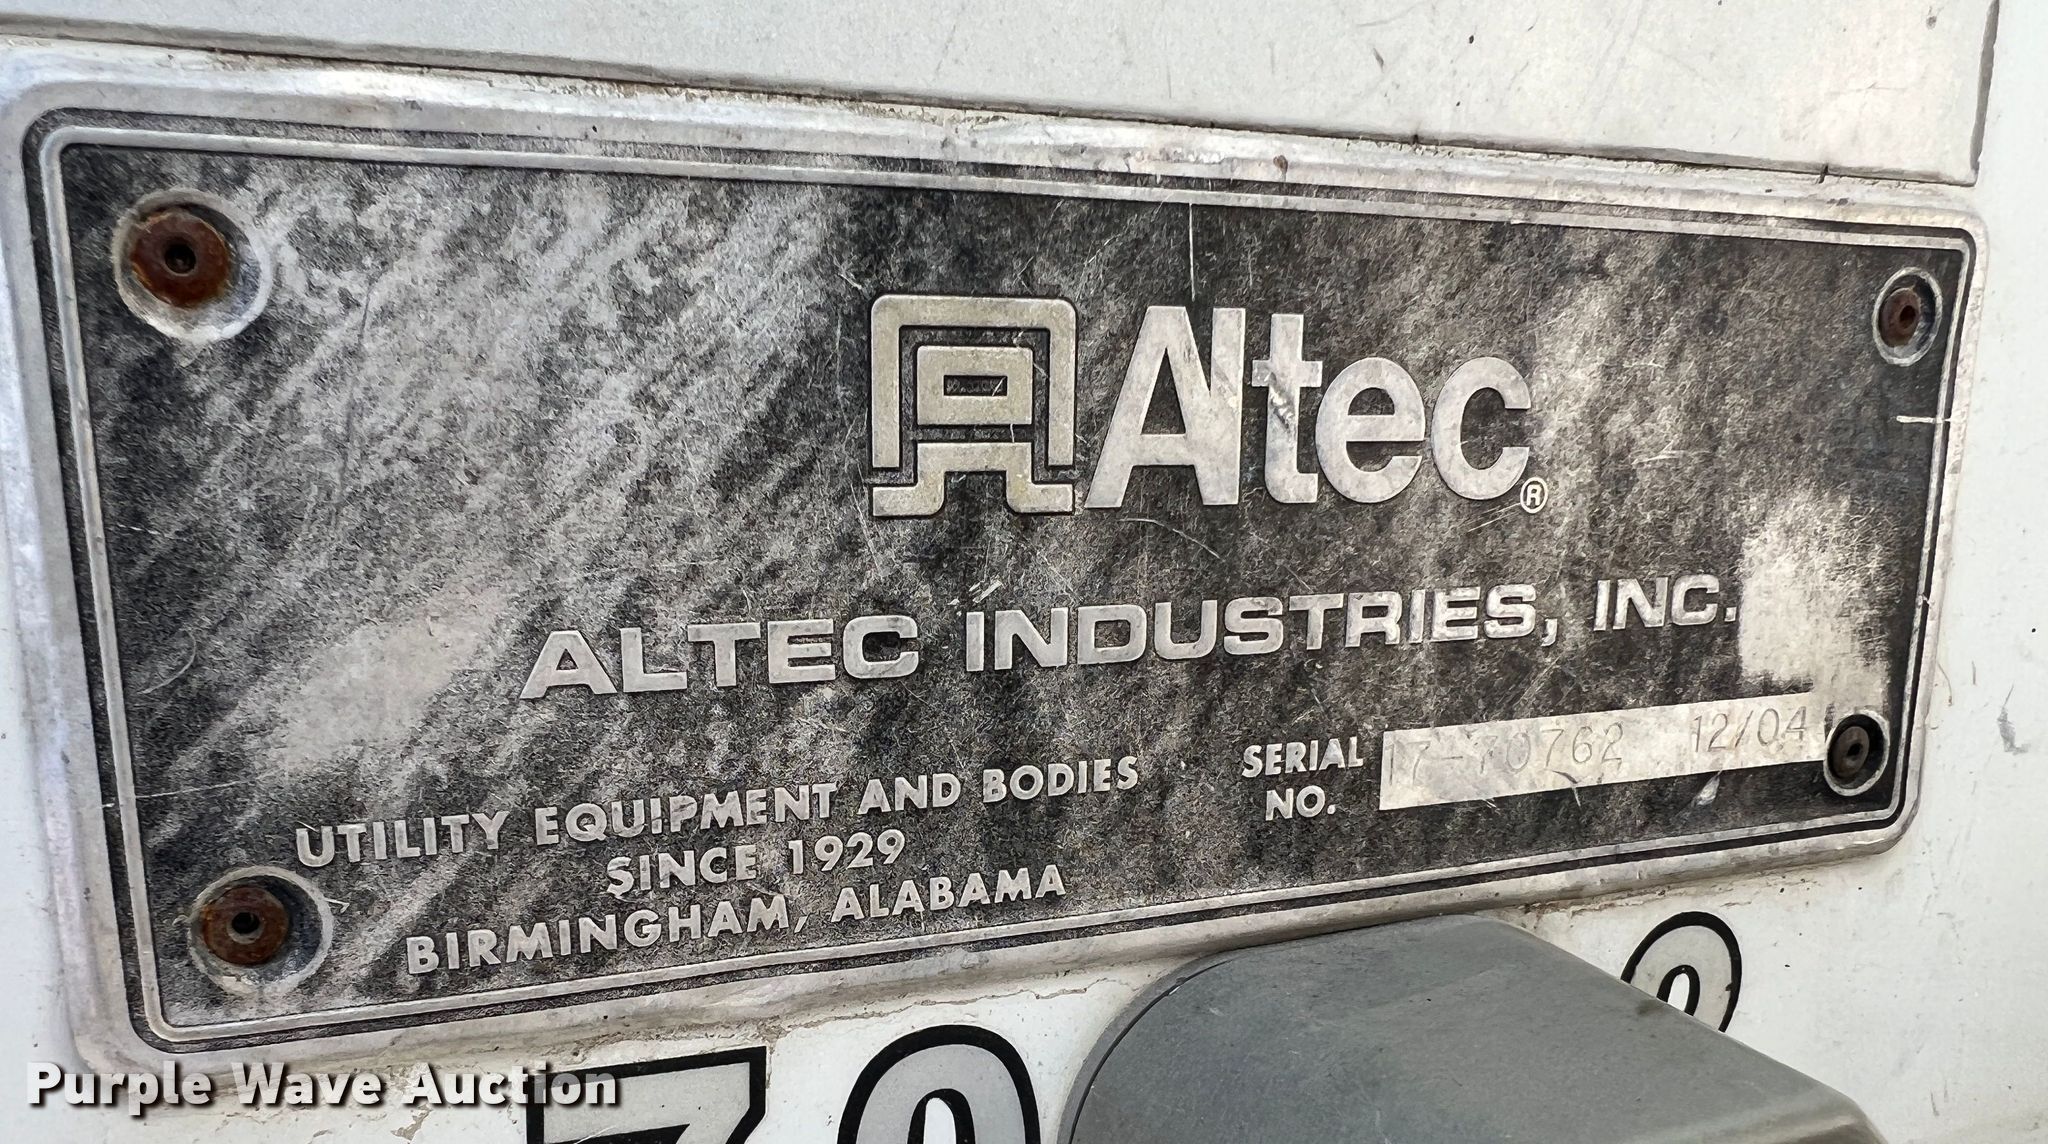 Altec®
ALTEC INDUSTRIES, INC.
SERIAL NO. 17-70762 12/04
UTILITY EQUIPMENT AND BODIES
SINCE 1929
BIRMINGHAM, ALABAMA
Purple Wave Auction